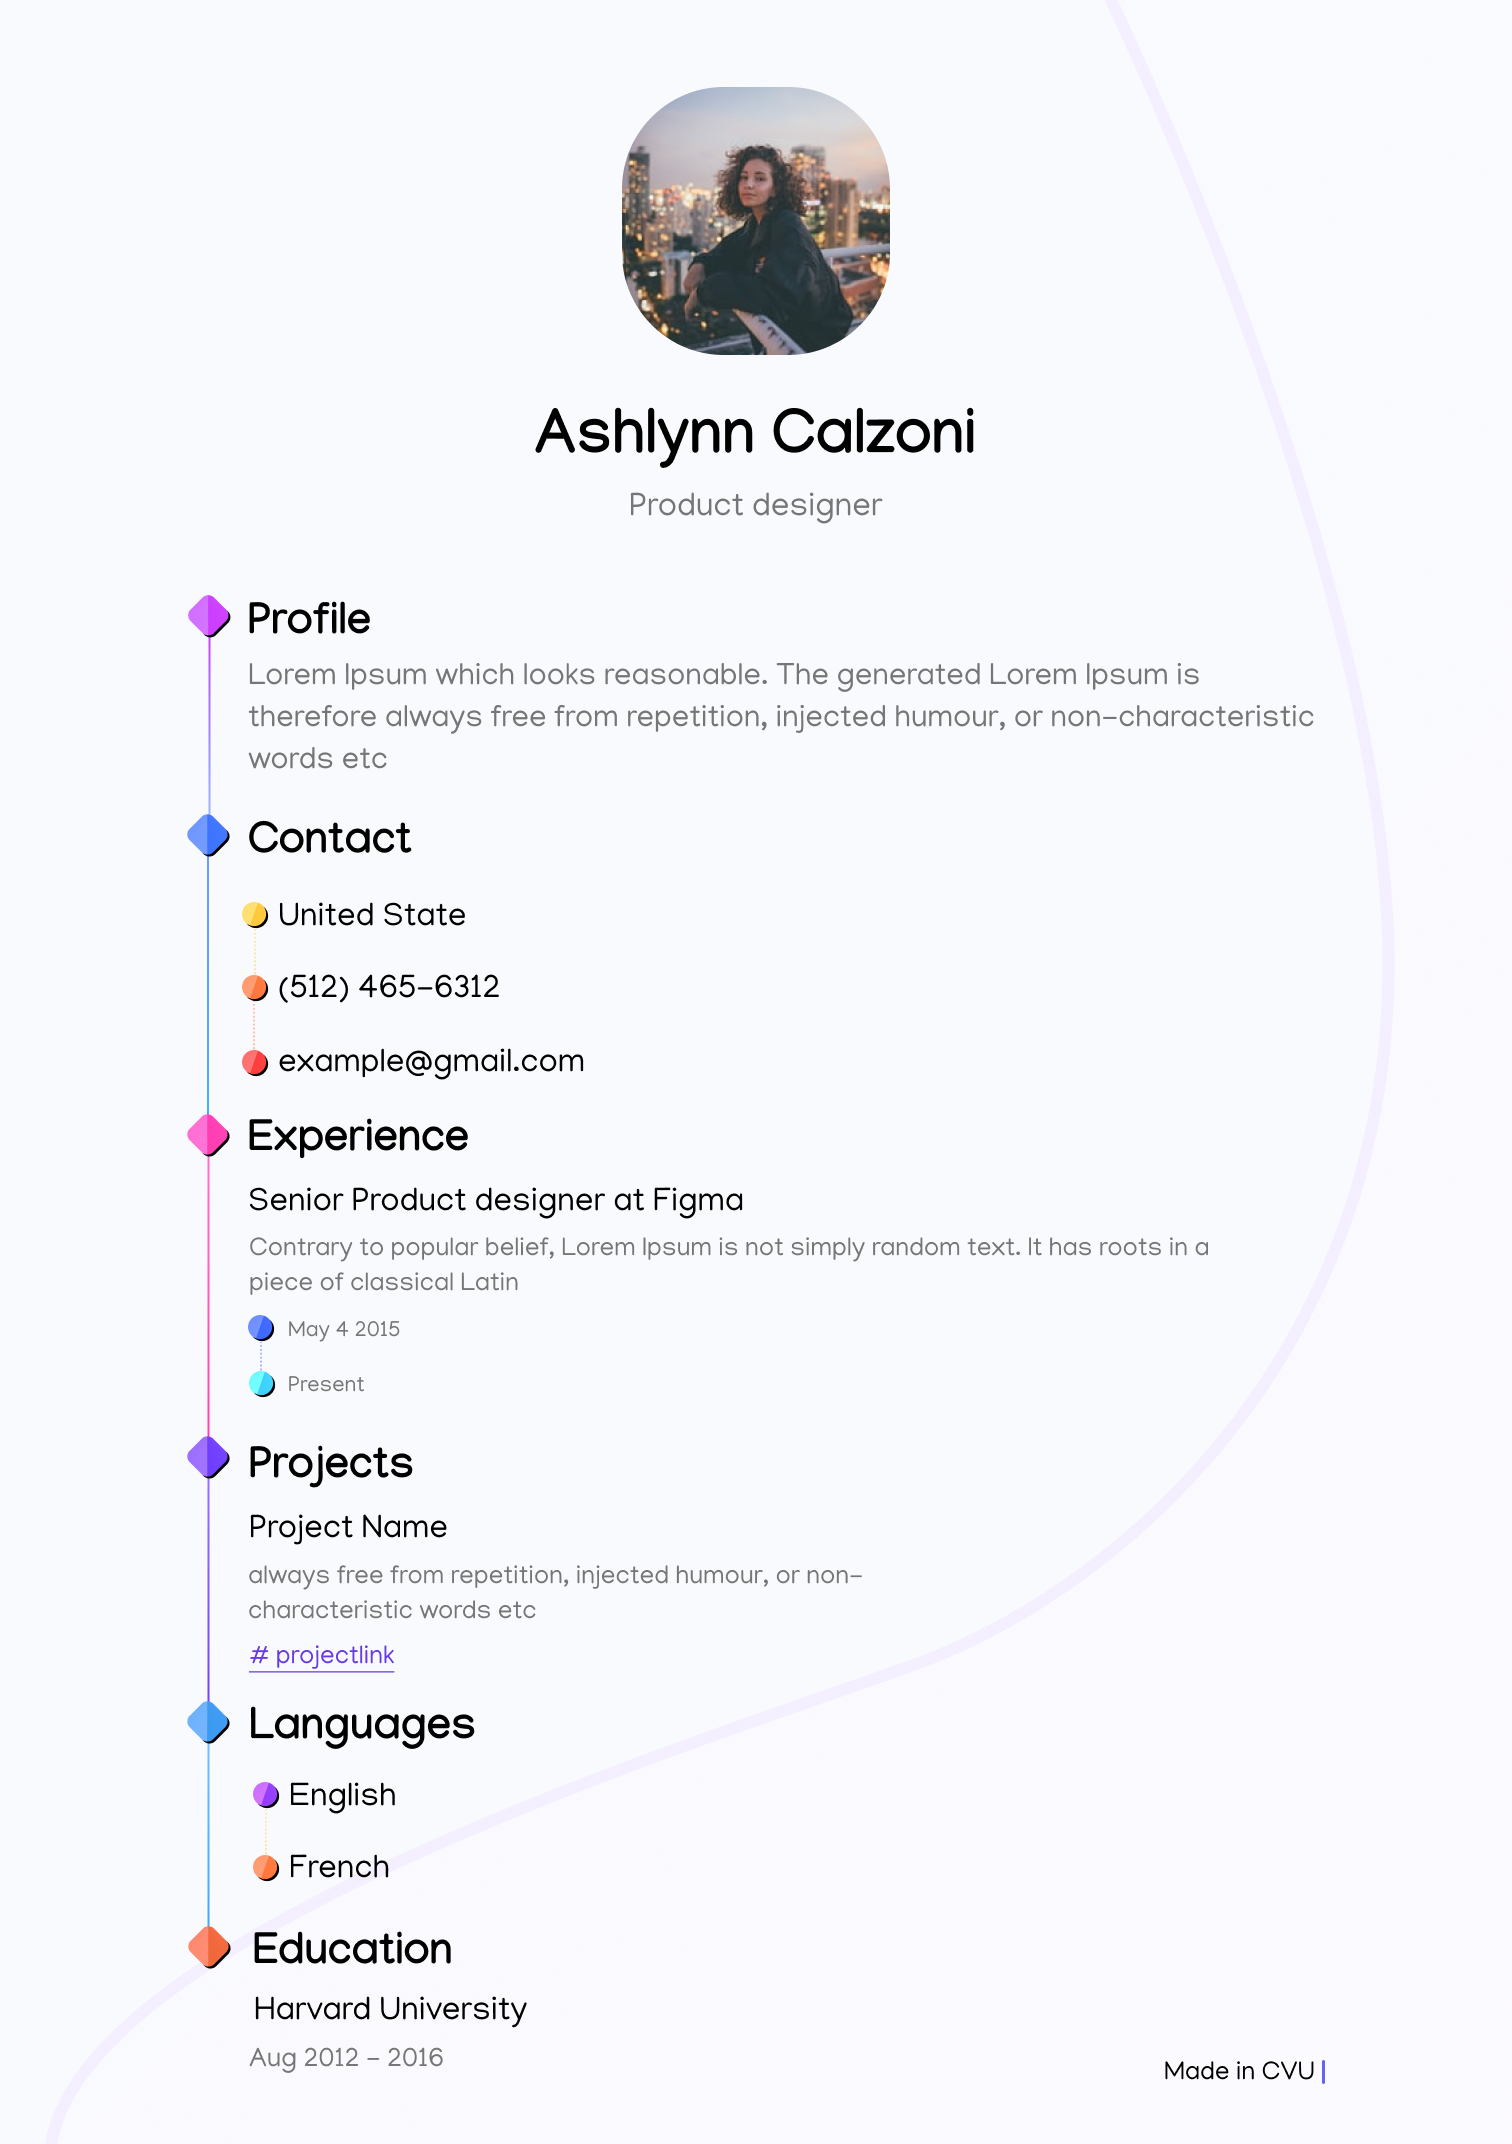 Ashlynn Calzoni
Product designer
Profile
Lorem Ipsum which looks reasonable. The generated Lorem Ipsum is
therefore always free from repetition, injected humour, or non-characteristic
words etc
Contact
United State
(512) 465-6312
example@gmail.com
Experience
Senior Product designer at Figma
Contrary to popular belief, Lorem Ipsum is not simply random text. It has roots in a
piece of classical Latin
May 4 2015
Present
Projects
Project Name
always free from repetition, injected humour, or non-
characteristic words etc
# projectlink
Languages
English
French
Education
Harvard University
Aug 2012 - 2016
Made in CVU